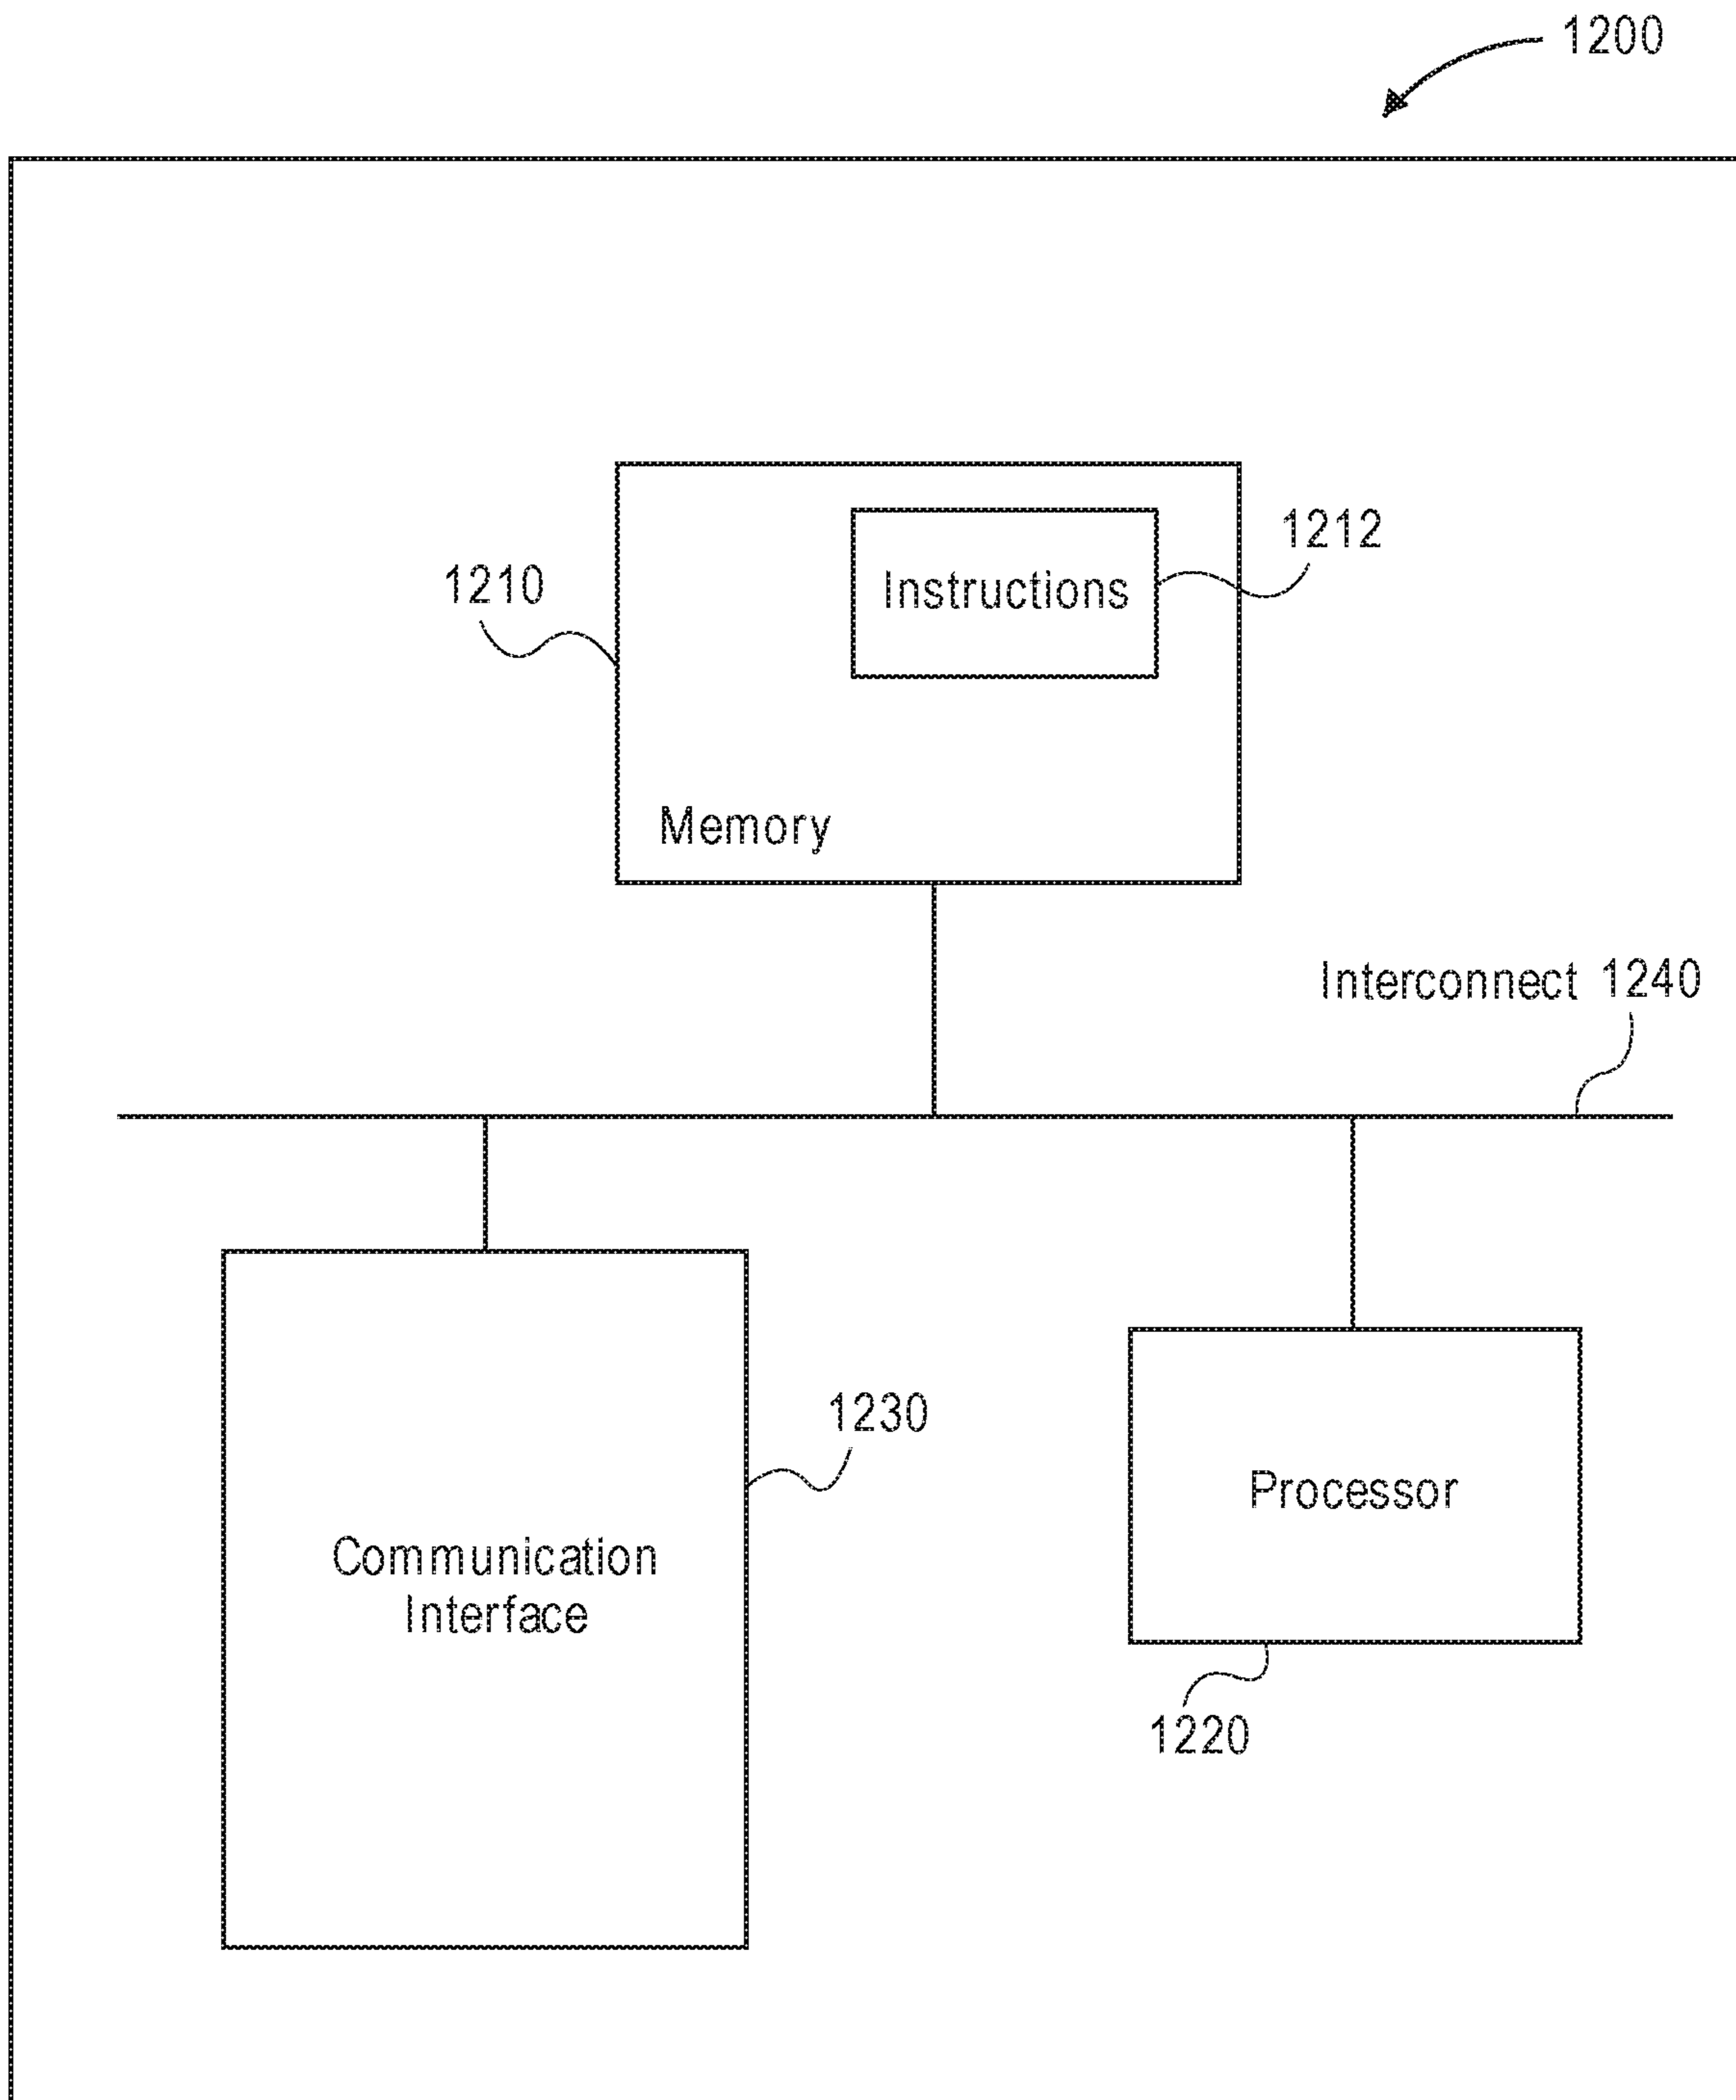 1200
1212
Instructions
1210
Memory
Interconnect 1240
1230
Processor
Communication
Interface
1220